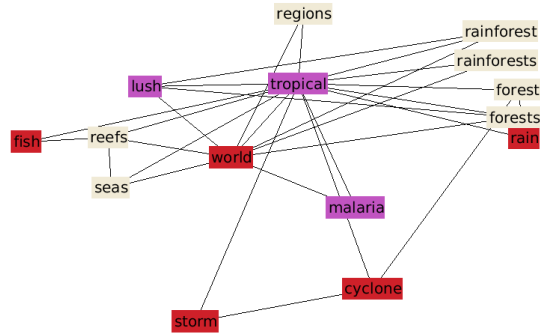 regions
rainforest
rainforests
tropical
lush
forest
forests
fish
reefs
rain
world
seas
malaria
cyclone
storm